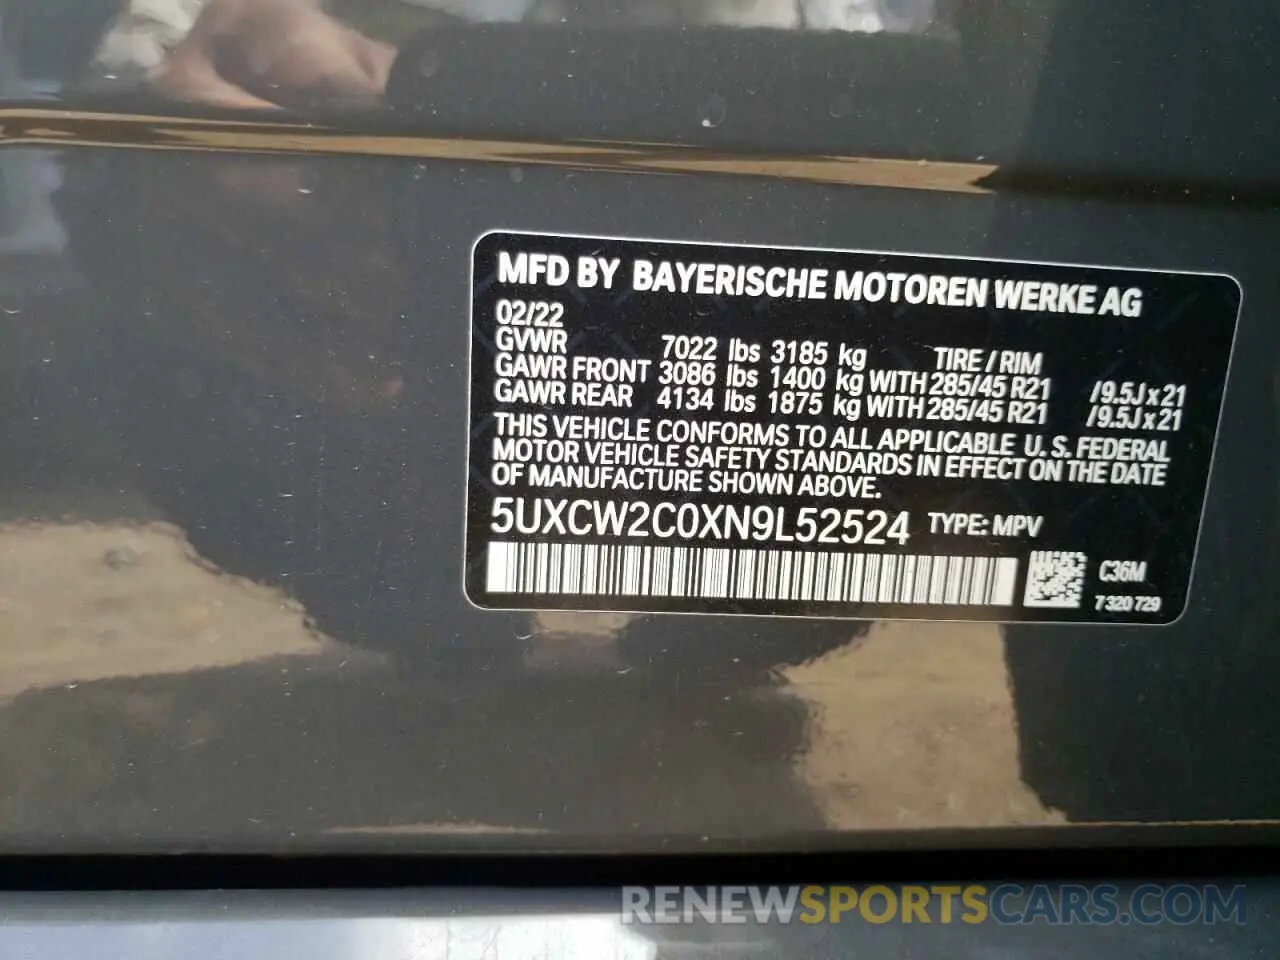 MFD BY BAYERISCHE MOTOREN WERKE AG
02/22
GVWR 7022 lbs 3185 kg TIRE / RIM
GAWR FRONT 3086 lbs 1400 kg WITH 285/45 R21 /9.5J x 21
GAWR REAR 4134 lbs 1875 kg WITH 285/45 R21 /9.5J x 21
THIS VEHICLE CONFORMS TO ALL APPLICABLE U. S. FEDERAL
MOTOR VEHICLE SAFETY STANDARDS IN EFFECT ON THE DATE
OF MANUFACTURE SHOWN ABOVE.
5UXCW2C0XN9L52524 TYPE: MPV
C36M
7 320 729
RENEWSPORTSCARS.COM